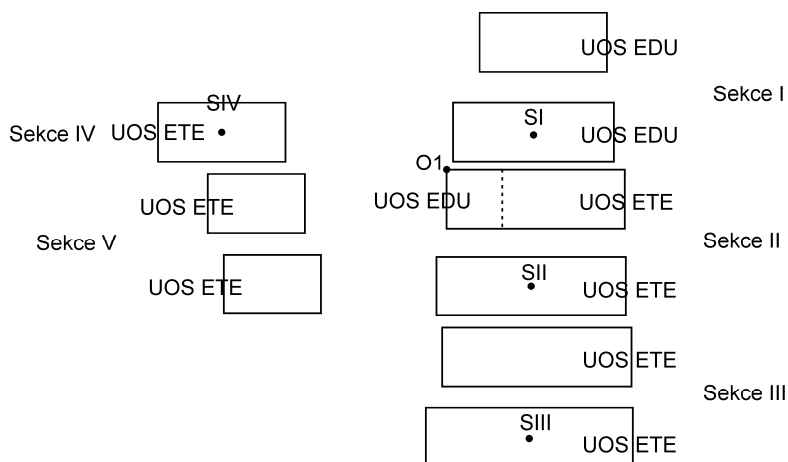 UOS EDU
Sekce I
SIV
SI
Sekce IV
UOS ETE
UOS EDU
O1
UOS EDU
UOS ETE
UOS ETE
Sekce V
Sekce II
SII
UOS ETE
UOS ETE
UOS ETE
Sekce III
SIII
UOS ETE